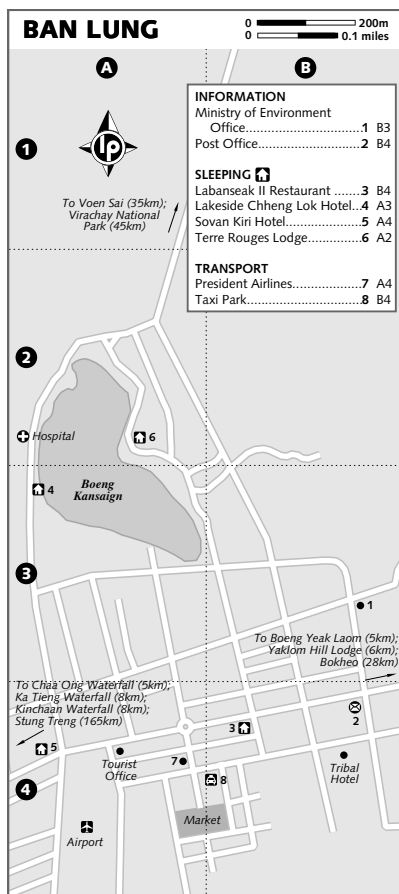 BAN LUNG
0 200m
0 0.1 miles
A
B
INFORMATION
Ministry of Environment
Office.......................1 B3
Post Office.......................2 B4
SLEEPING
Labanseak II Restaurant .......3 B4
Lakeside Chheng Lok Hotel..4 A3
Sovan Kiri Hotel..................5 A4
Terre Rouges Lodge.............6 A2
TRANSPORT
President Airlines.................7 A4
Taxi Park............................8 B4
1
lp
To Voen Sai (35km);
Virachay National
Park (45km)
2
Hospital
6
4
Boeng
Kansaign
3
1
To Boeng Yeak Laom (5km);
Yaklom Hill Lodge (6km);
Bokheo (28km)
To Chaa Ong Waterfall (5km);
Ka Tieng Waterfall (8km);
Kinchaan Waterfall (8km);
Stung Treng (165km)
2
3
5
Tourist
Office
7
8
Tribal
Hotel
4
Market
Airport